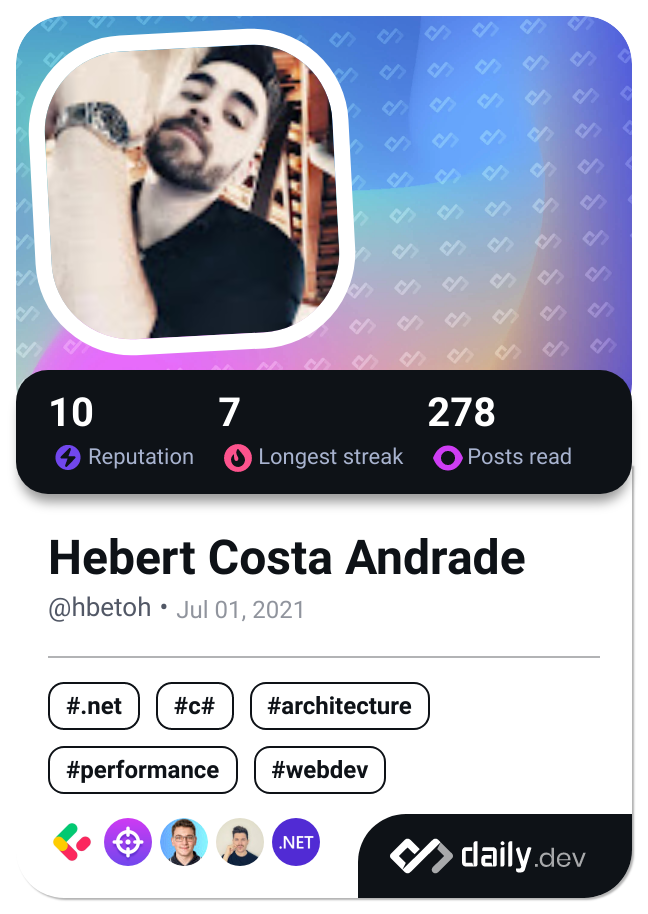 10 7 278
Reputation Longest streak Posts read
Hebert Costa Andrade
@hbetoh • Jul 01, 2021
#.net #c# #architecture
#performance #webdev
.NET
daily.dev